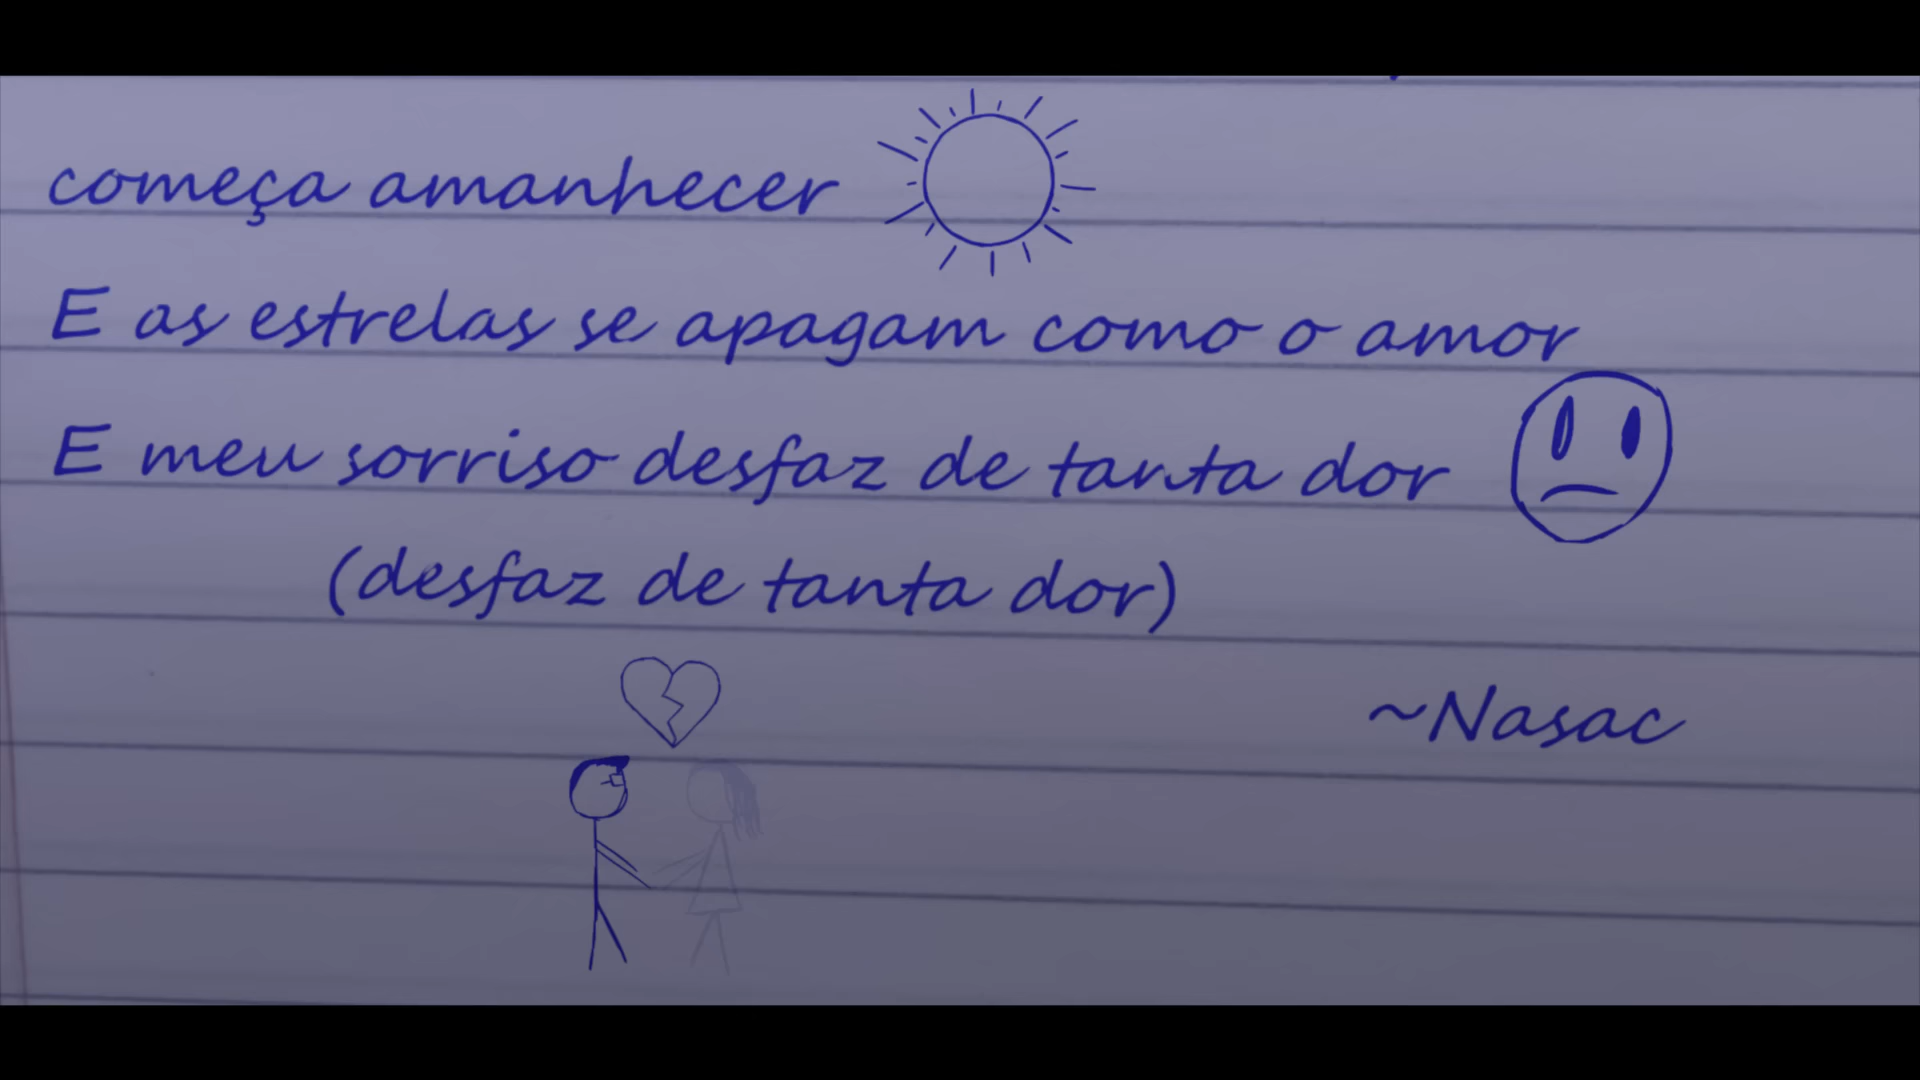 começa amanhecer
E as estrelas se apagam como o amor
E meu sorriso desfaz de tanta dor
(desfaz de tanta dor)
~Nasac